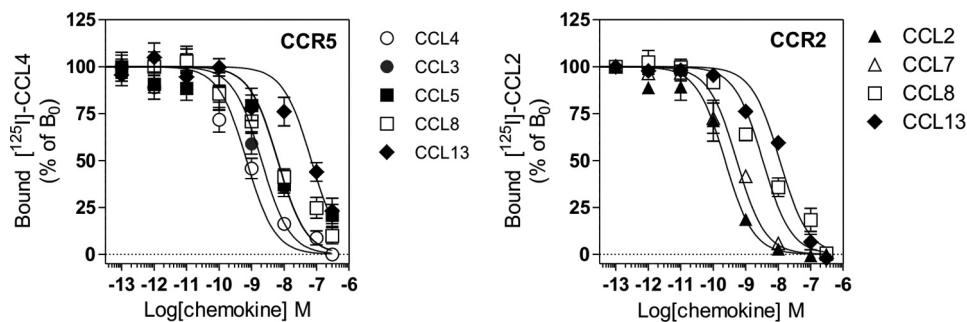 CCR5
Bound [125I]-CCL4
(% of B0)
125
100
75
50
25
0
-13 -12 -11 -10 -9 -8 -7 -6
Log[chemokine] M
CCL4
CCL3
CCL5
CCL8
CCL13
CCR2
Bound [125I]-CCL2
(% of B0)
125
100
75
50
25
0
-13 -12 -11 -10 -9 -8 -7 -6
Log[chemokine] M
CCL2
CCL7
CCL8
CCL13